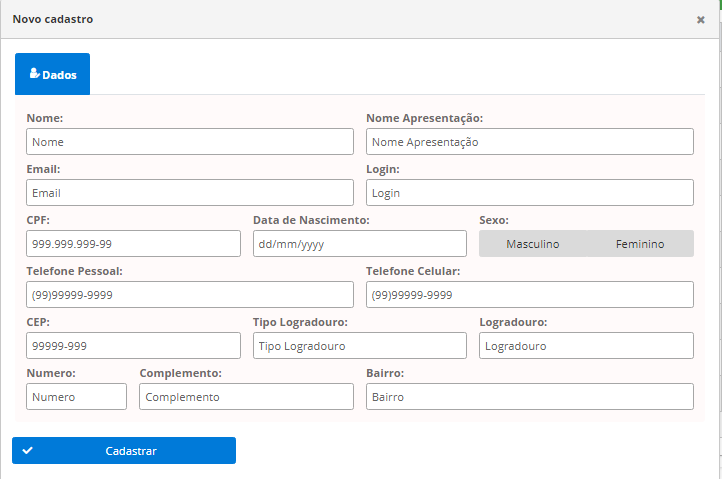 Novo cadastro
Dados
Nome: Nome Apresentação:
Nome Nome Apresentação
Email: Login:
Email Login
CPF: Data de Nascimento: Sexo:
999.999.999-99 dd/mm/yyyy Masculino Feminino
Telefone Pessoal: Telefone Celular:
(99)99999-9999 (99)99999-9999
CEP: Tipo Logradouro: Logradouro:
99999-999 Tipo Logradouro Logradouro
Numero: Complemento: Bairro:
Numero Complemento Bairro
Cadastrar